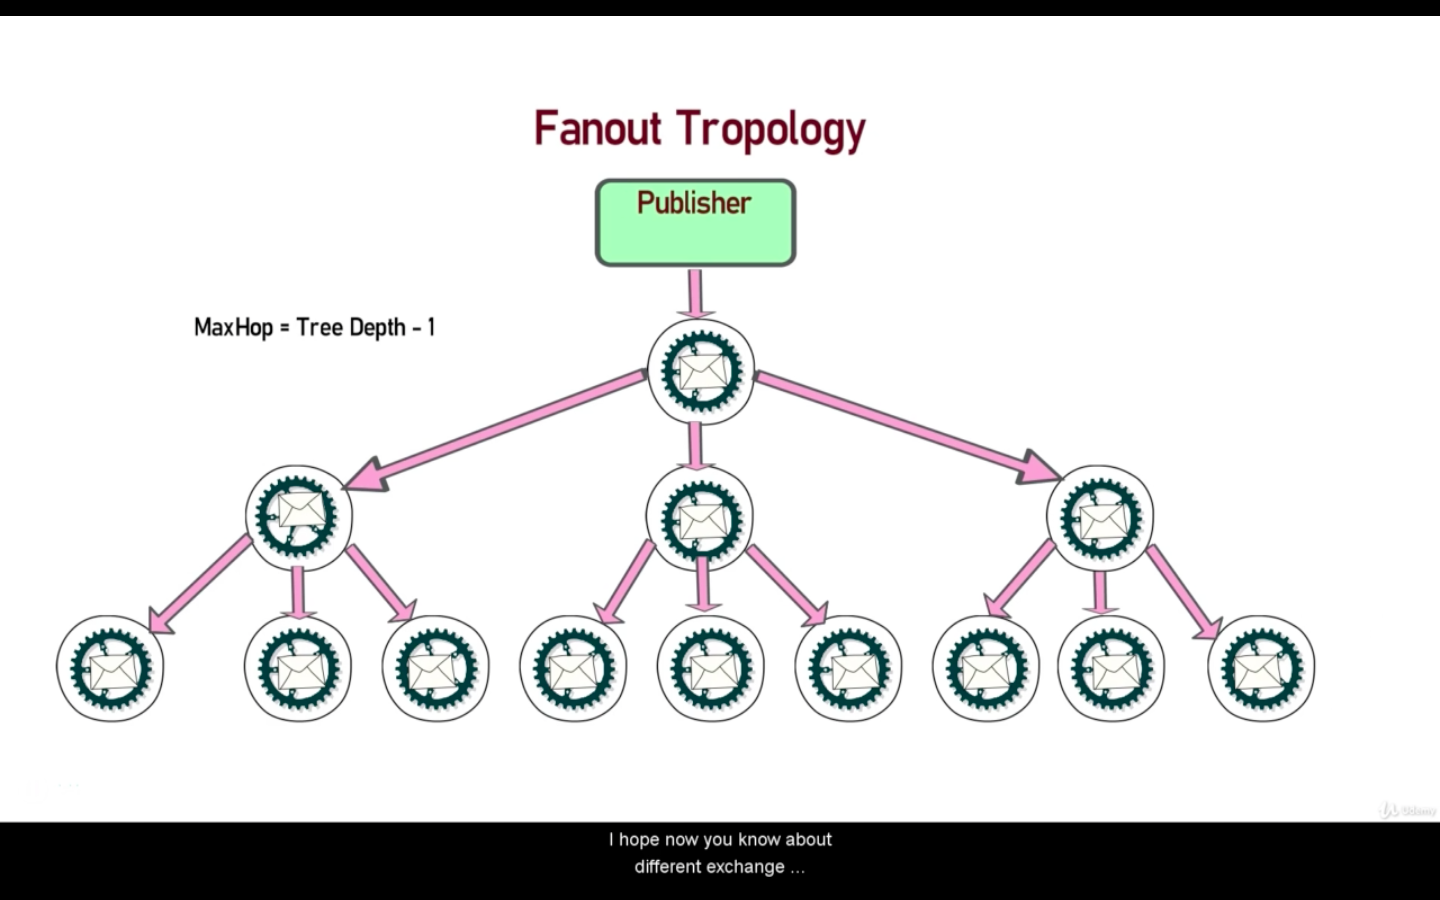 Fanout Tropology
Publisher
MaxHop = Tree Depth - 1
Udemy
I hope now you know about
different exchange ...